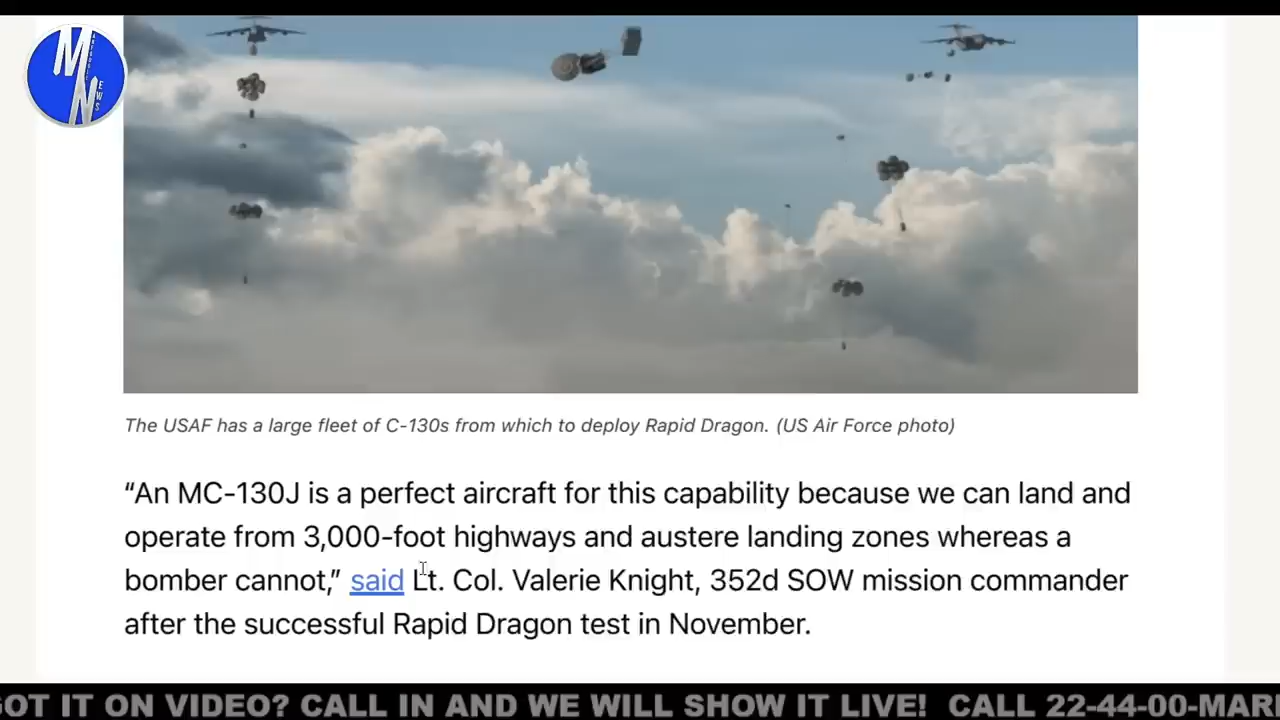 MN
EWS
The USAF has a large fleet of C-130s from which to deploy Rapid Dragon. (US Air Force photo)
“An MC-130J is a perfect aircraft for this capability because we can land and
operate from 3,000-foot highways and austere landing zones whereas a
bomber cannot,” said Lt. Col. Valerie Knight, 352d SOW mission commander
after the successful Rapid Dragon test in November.
GOT IT ON VIDEO? CALL IN AND WE WILL SHOW IT LIVE! CALL 22-44-00-MAR